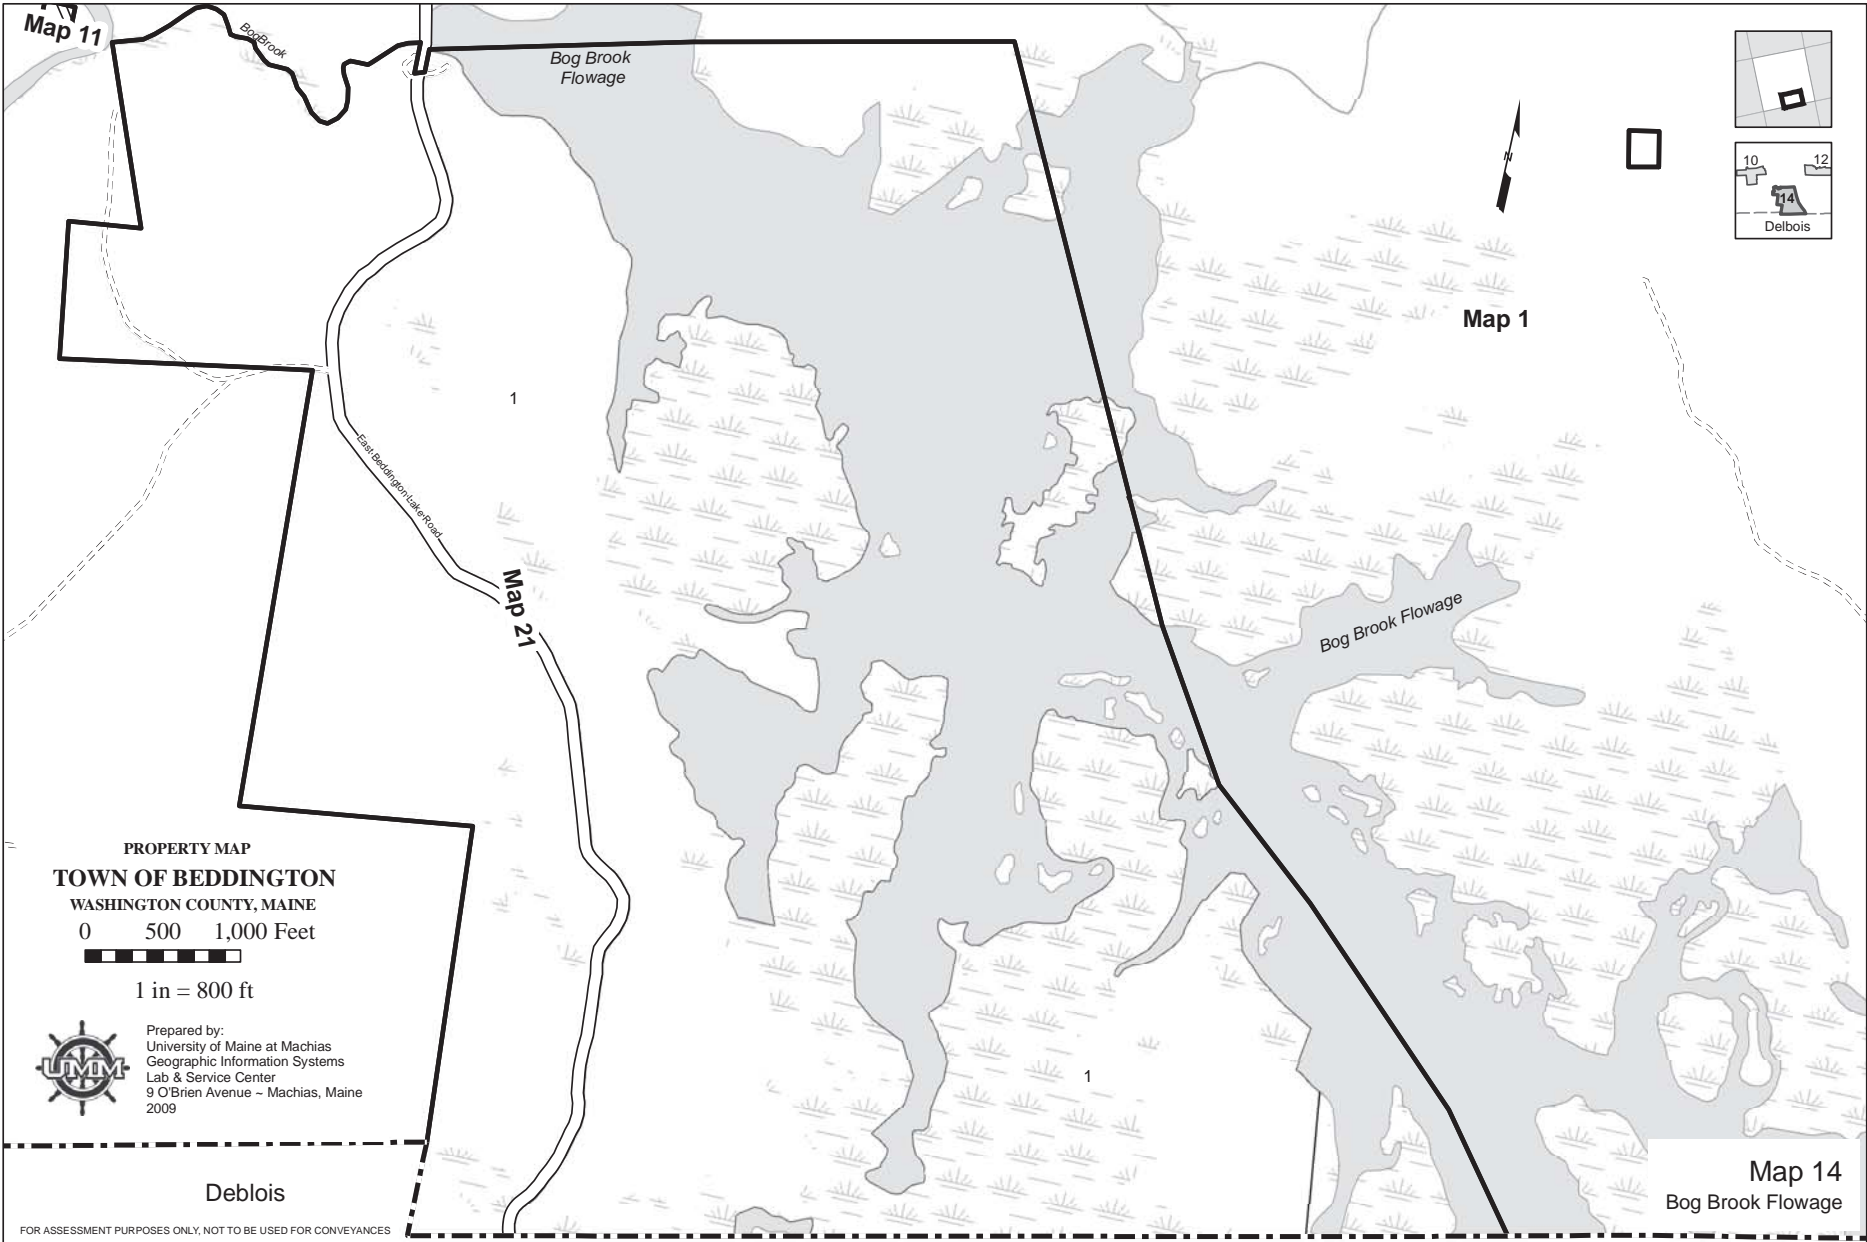 Map 11
BogBrook
Bog Brook
Flowage
N
10
12
14
Delbois
Map 1
1
East Beddington Lake Road
Map 21
Bog Brook Flowage
PROPERTY MAP
TOWN OF BEDDINGTON
WASHINGTON COUNTY, MAINE
0 500 1,000 Feet
1 in = 800 ft
UMM
Prepared by:
University of Maine at Machias
Geographic Information Systems
Lab & Service Center
9 O'Brien Avenue ~ Machias, Maine
2009
1
Deblois
FOR ASSESSMENT PURPOSES ONLY, NOT TO BE USED FOR CONVEYANCES
Map 14
Bog Brook Flowage